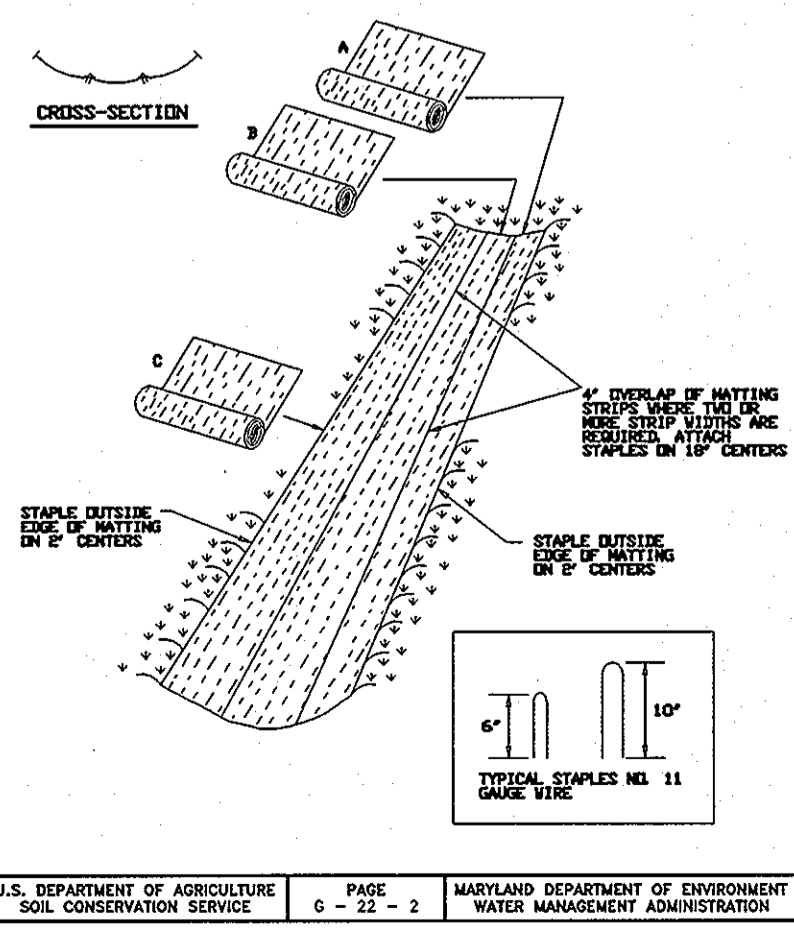 A
CROSS-SECTION
B
C
4" OVERLAP OF MATTING
STRIPS WHERE TWO OR
MORE STRIP WIDTHS ARE
REQUIRED. ATTACH
STAPLES ON 18" CENTERS
STAPLE OUTSIDE
EDGE OF MATTING
ON 2' CENTERS
STAPLE OUTSIDE
EDGE OF MATTING
ON 2' CENTERS
6"
10"
TYPICAL STAPLES NO. 11
GAUGE WIRE
U.S. DEPARTMENT OF AGRICULTURE
SOIL CONSERVATION SERVICE
PAGE
G - 22 - 2
MARYLAND DEPARTMENT OF ENVIRONMENT
WATER MANAGEMENT ADMINISTRATION